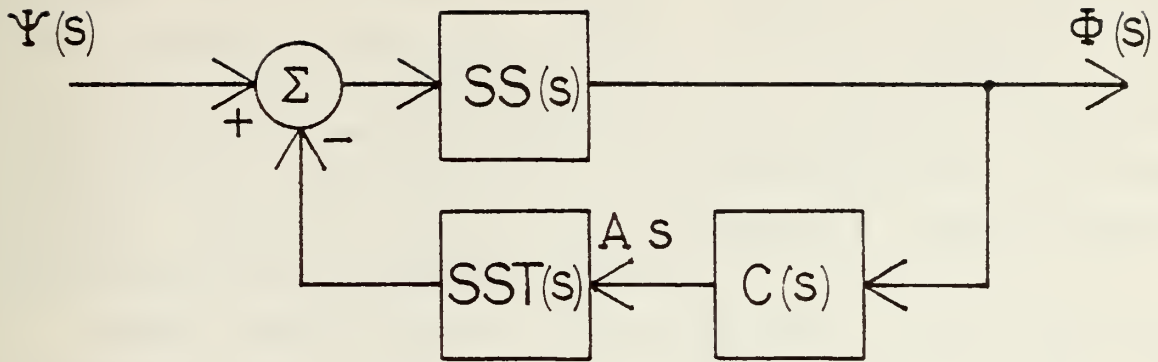 Ψ(s)
Φ(s)
Σ
SS(s)
+
−
SST(s)
A s
C(s)